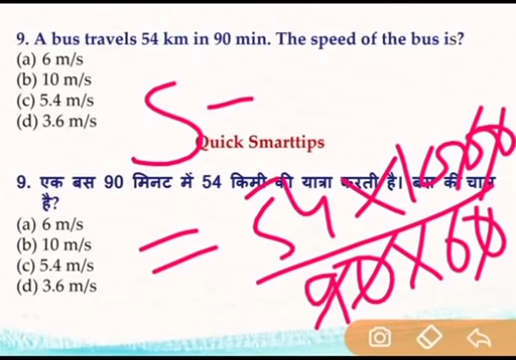 9. A bus travels 54 km in 90 min. The speed of the bus is?
(a) 6 m/s
(b) 10 m/s
(c) 5.4 m/s
(d) 3.6 m/s
S =
Quick Smarttips
9. एक बस 90 मिनट में 54 किमी की यात्रा करती है। बस की चाल
है?
(a) 6 m/s
(b) 10 m/s
(c) 5.4 m/s
(d) 3.6 m/s
= 54 × 1000
90 × 60